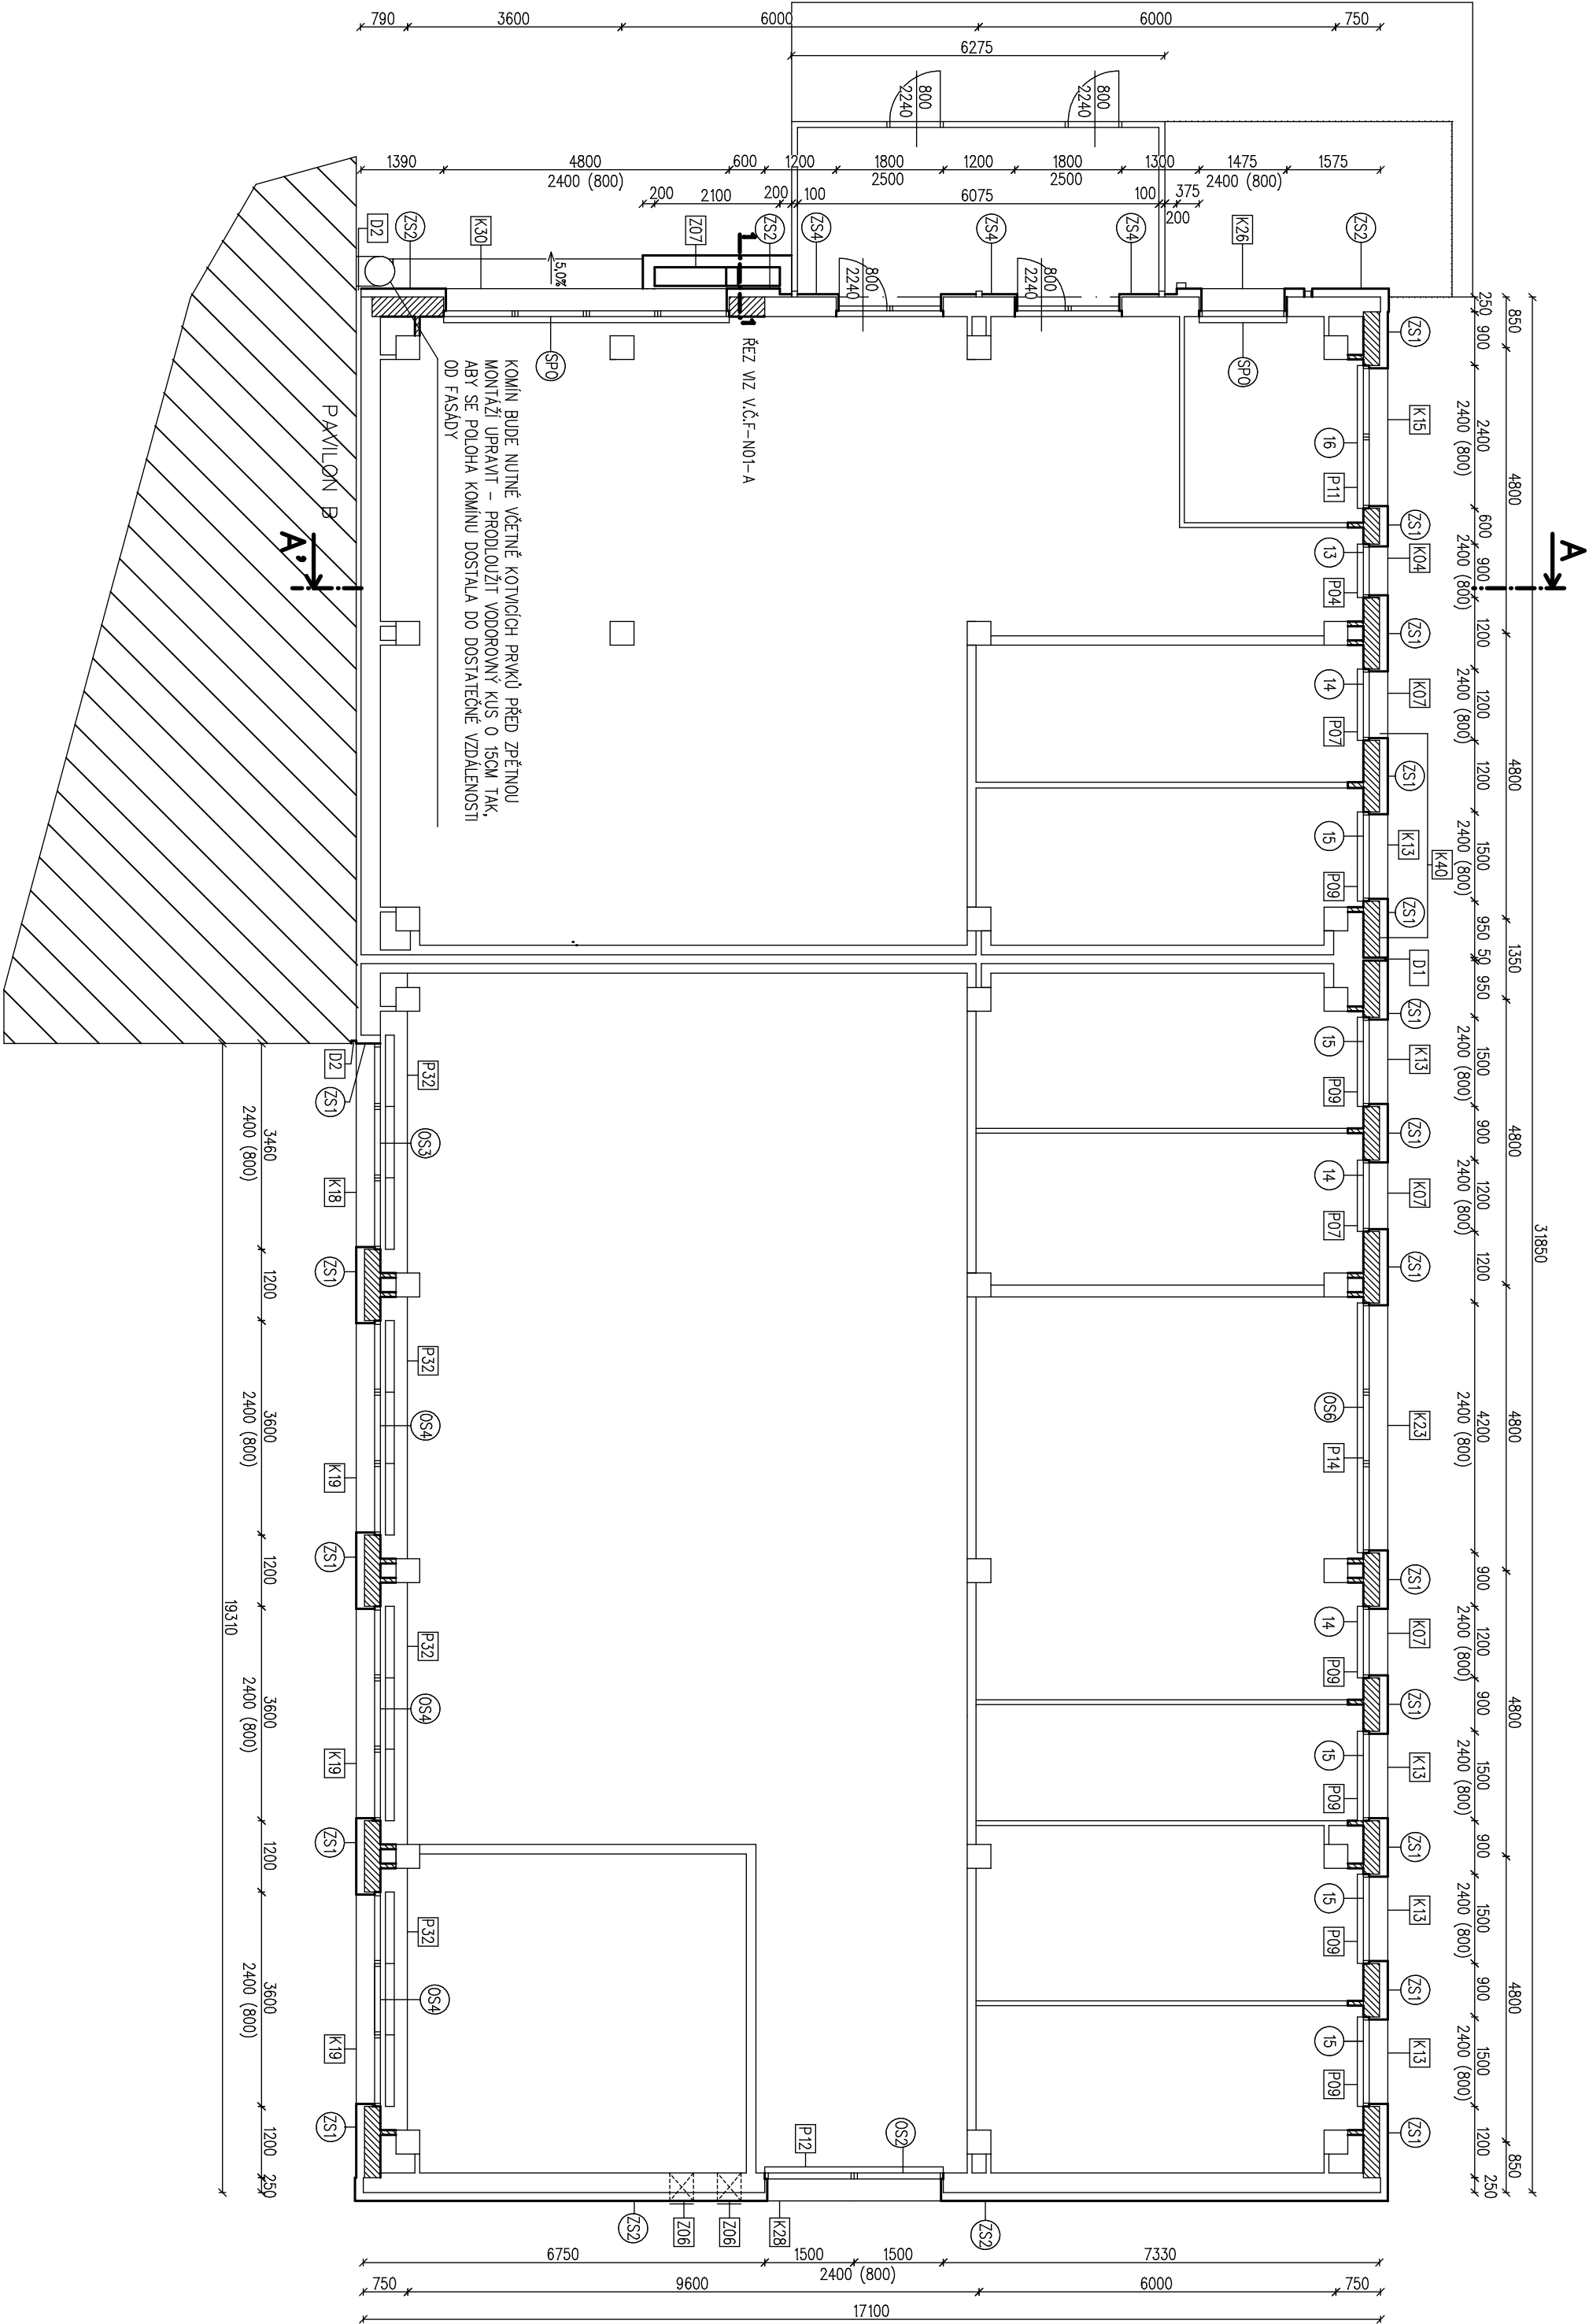 790
3600
6000
6000
750
6275
800
2240
800
2240
1390
4800
2400 (800)
600
1200
1800
2500
1200
1800
2500
1300
1475
2400 (800)
1575
200
2100
200
100
6075
100
375
200
D2
ZS2
K30
Z07
ZS2
ZS4
ZS4
ZS4
K26
ZS2
5,0%
800
2240
800
2240
1
1
SP0
SP0
ŘEZ VIZ V.Č.F-N01-A
KOMÍN BUDE NUTNÉ VČETNĚ KOTVICÍCH PRVKŮ PŘED ZPĚTNOU
MONTÁŽÍ UPRAVIT - PRODLOUŽIT VODOROVNÝ KUS O 15CM TAK,
ABY SE POLOHA KOMÍNU DOSTALA DO DOSTATEČNÉ VZDÁLENOSTI
OD FASÁDY
PAVILON B
A'
A
31850
850
4800
4800
1350
4800
4800
4800
4800
850
250
900
2400
2400 (800)
600
900
2400 (800)
1200
1200
2400 (800)
1200
1500
2400 (800)
950
50
950
1500
2400 (800)
900
1200
2400 (800)
1200
4200
2400 (800)
900
1200
2400 (800)
900
1500
2400 (800)
900
1500
2400 (800)
900
1500
2400 (800)
1200
250
ZS1
K15
ZS1
K04
ZS1
K07
ZS1
K13
K40
ZS1
D1
ZS1
K13
ZS1
K07
ZS1
K23
ZS1
K07
ZS1
K13
ZS1
K13
ZS1
K13
ZS1
16
P11
13
P04
14
P07
15
P09
15
P09
14
P07
OS6
P14
14
P09
15
P09
15
P09
15
P09
P32
OS3
P32
OS4
P32
OS4
P32
OS4
D2
ZS1
K18
ZS1
K19
ZS1
K19
ZS1
K19
ZS1
3460
2400 (800)
1200
3600
2400 (800)
1200
3600
2400 (800)
1200
3600
2400 (800)
1200
250
19310
P12
OS2
ZS2
Z06
Z06
K28
ZS2
6750
1500
1500
2400 (800)
7330
750
9600
6000
750
17100